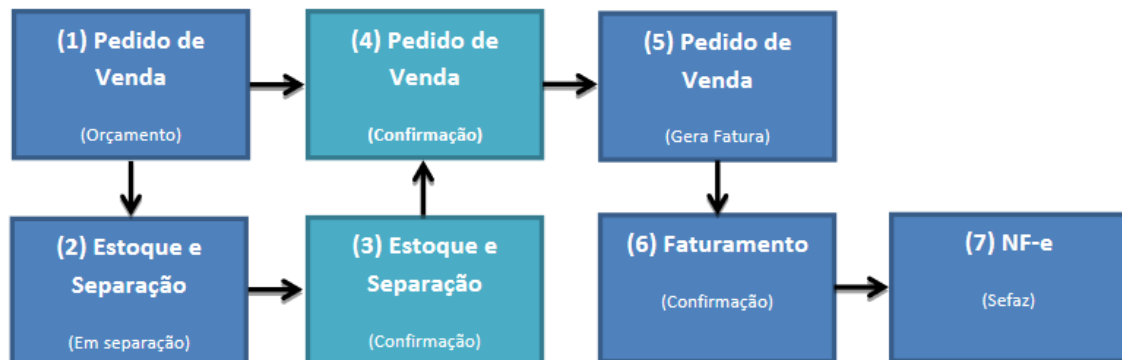 (1) Pedido de
Venda
(Orçamento)
(4) Pedido de
Venda
(Confirmação)
(5) Pedido de
Venda
(Gera Fatura)
(2) Estoque e
Separação
(Em separação)
(3) Estoque e
Separação
(Confirmação)
(6) Faturamento
(Confirmação)
(7) NF-e
(Sefaz)